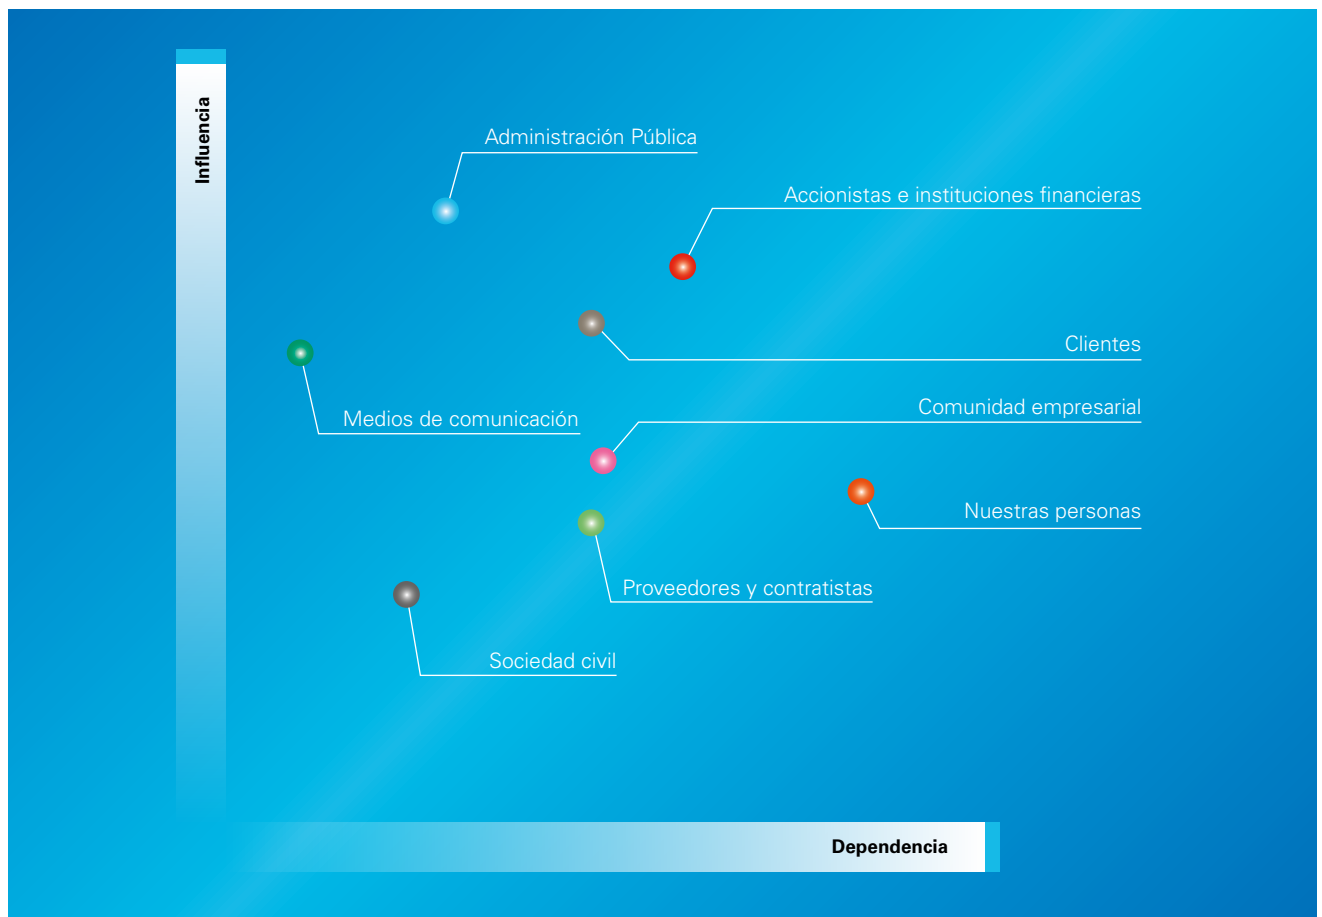 Influencia
Administración Pública
Accionistas e instituciones financieras
Clientes
Comunidad empresarial
Medios de comunicación
Nuestras personas
Proveedores y contratistas
Sociedad civil
Dependencia